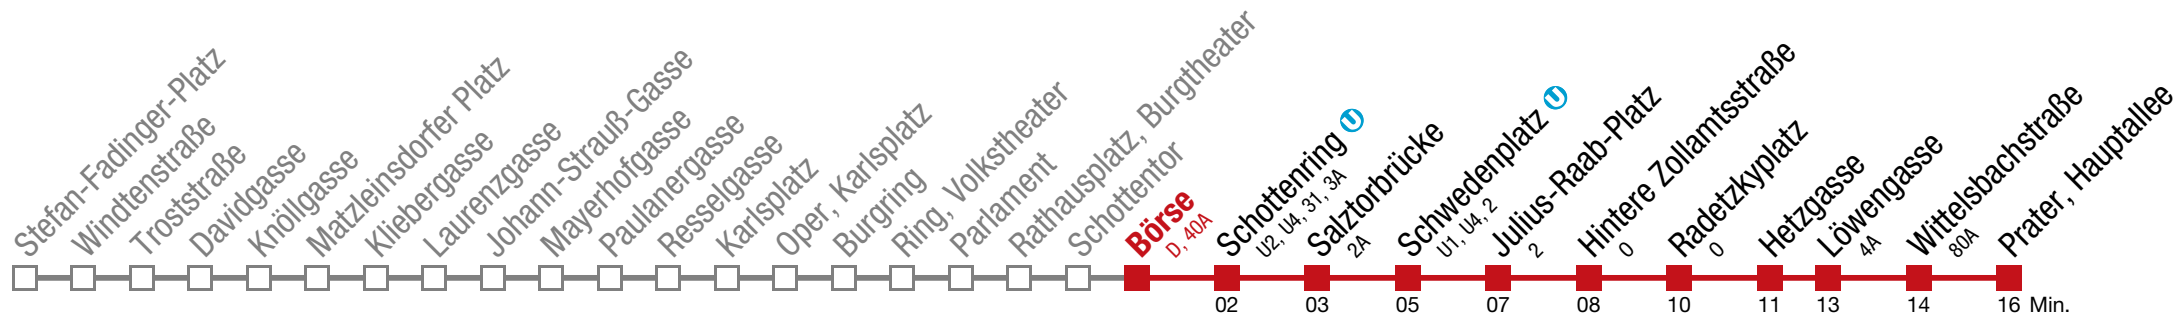 Stefan-Fadinger-Platz
Windtenstraße
Troststraße
Davidgasse
Knöllgasse
Matzleinsdorfer Platz
Kliebergasse
Laurenzgasse
Johann-Strauß-Gasse
Mayerhofgasse
Paulanergasse
Resselgasse
Karlsplatz
Oper, Karlsplatz
Burgring
Ring, Volkstheater
Parlament
Rathausplatz, Burgtheater
Schottentor
Börse
D, 40A
Schottenring U
U2, U4, 31, 3A
Salztorbrücke
2A
Schwedenplatz U
U1, U4, 2
Julius-Raab-Platz
2
Hintere Zollamtsstraße
O
Radetzkyplatz
O
Hetzgasse
Löwengasse
4A
Wittelsbachstraße
80A
Prater, Hauptallee
02 03 05 07 08 10 11 13 14 16 Min.